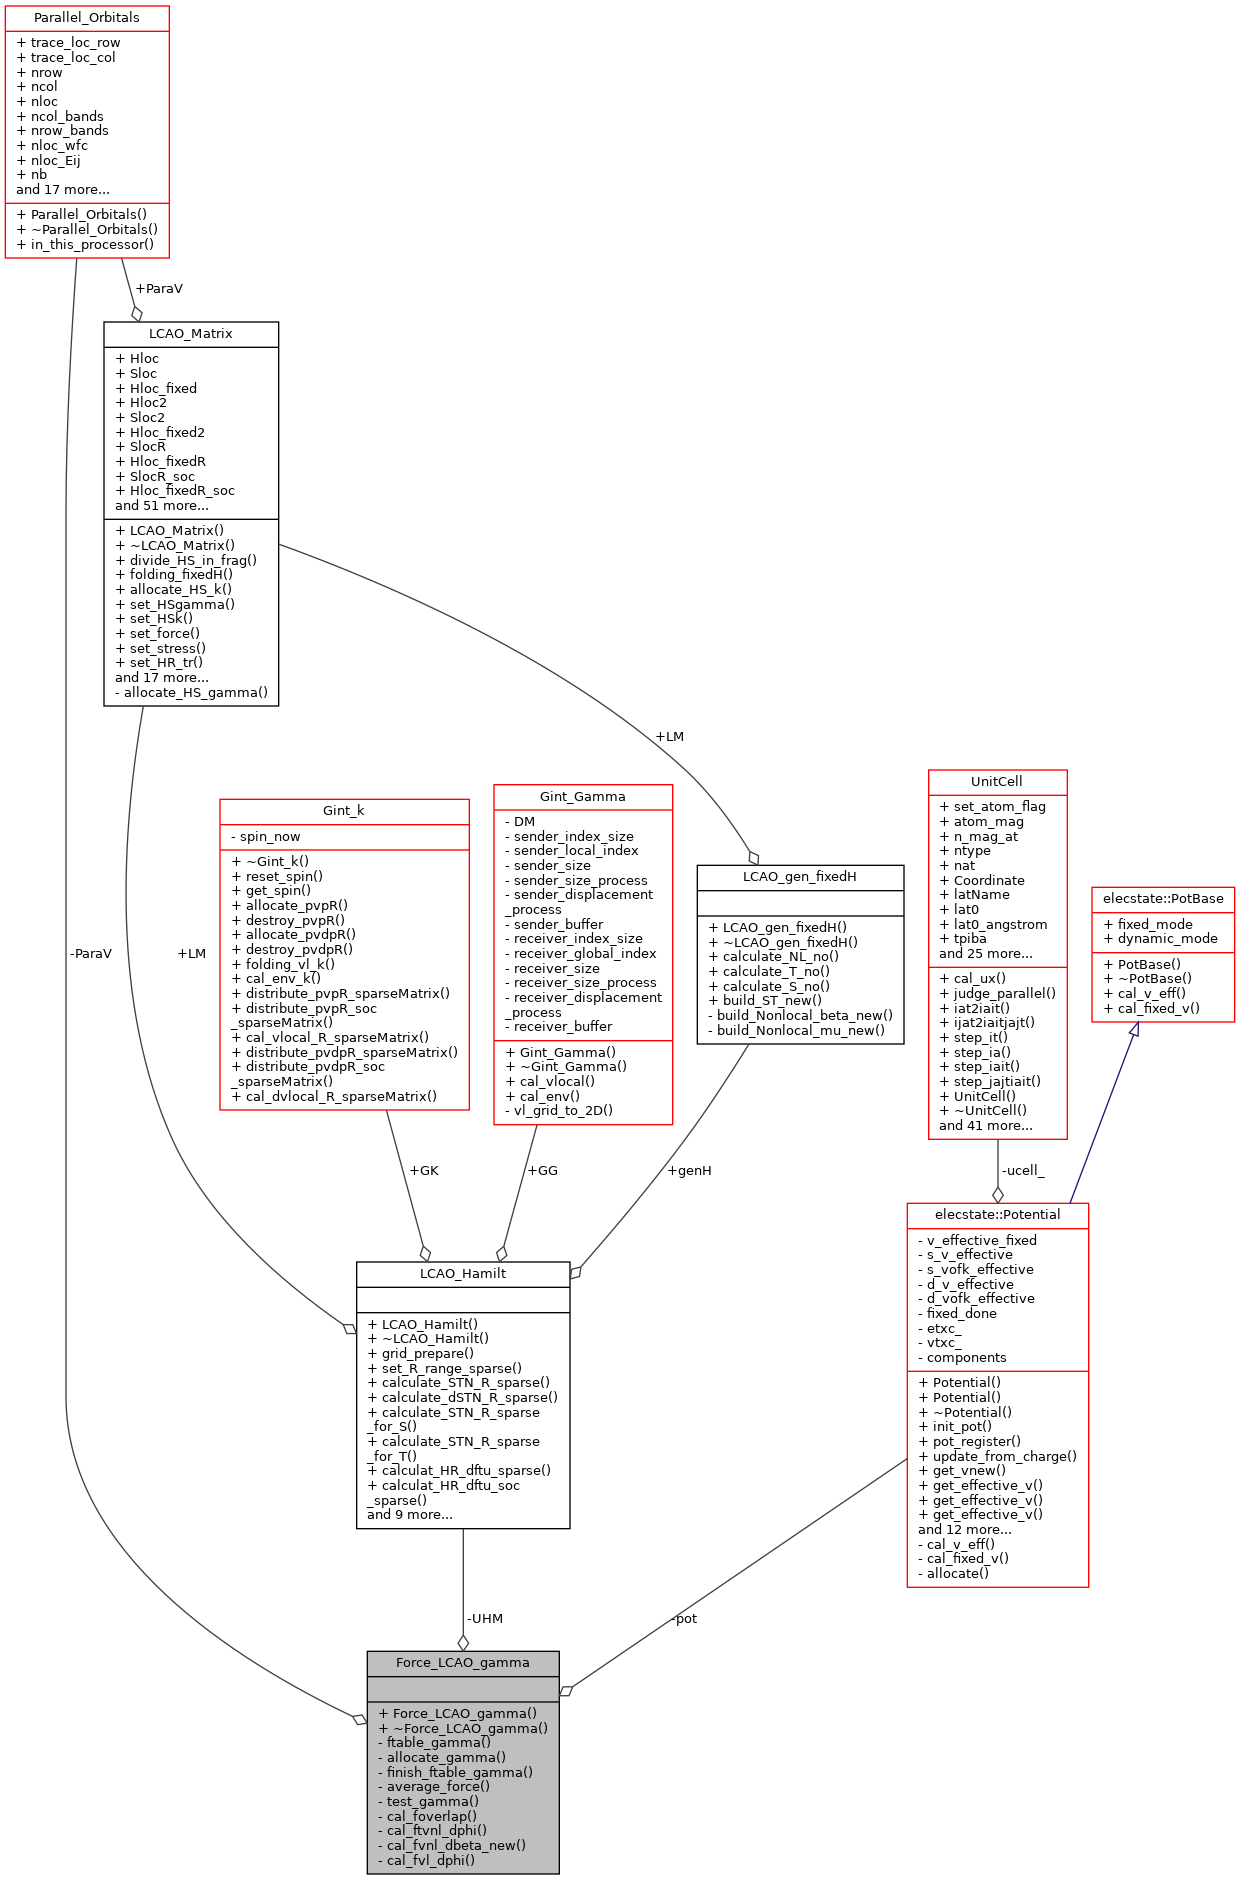 Parallel_Orbitals
+ trace_loc_row
+ trace_loc_col
+ nrow
+ ncol
+ nloc
+ ncol_bands
+ nrow_bands
+ nloc_wfc
+ nloc_Eij
+ nb
and 17 more...
+ Parallel_Orbitals()
+ ~Parallel_Orbitals()
+ in_this_processor()
+ParaV
LCAO_Matrix
+ Hloc
+ Sloc
+ Hloc_fixed
+ Hloc2
+ Sloc2
+ Hloc_fixed2
+ SlocR
+ Hloc_fixedR
+ SlocR_soc
+ Hloc_fixedR_soc
and 51 more...
+ LCAO_Matrix()
+ ~LCAO_Matrix()
+ divide_HS_in_frag()
+ folding_fixedH()
+ allocate_HS_k()
+ set_HSgamma()
+ set_HSk()
+ set_force()
+ set_stress()
+ set_HR_tr()
and 17 more...
- allocate_HS_gamma()
+LM
-ParaV
+LM
Gint_k
- spin_now
+ ~Gint_k()
+ reset_spin()
+ get_spin()
+ allocate_pvpR()
+ destroy_pvpR()
+ allocate_pvdpR()
+ destroy_pvdpR()
+ folding_vl_k()
+ cal_env_k()
+ distribute_pvpR_sparseMatrix()
+ distribute_pvpR_soc
_sparseMatrix()
+ cal_vlocal_R_sparseMatrix()
+ distribute_pvdpR_sparseMatrix()
+ distribute_pvdpR_soc
_sparseMatrix()
+ cal_dvlocal_R_sparseMatrix()
Gint_Gamma
- DM
- sender_index_size
- sender_local_index
- sender_size
- sender_size_process
- sender_displacement
_process
- sender_buffer
- receiver_index_size
- receiver_global_index
- receiver_size
- receiver_size_process
- receiver_displacement
_process
- receiver_buffer
+ Gint_Gamma()
+ ~Gint_Gamma()
+ cal_vlocal()
+ cal_env()
- vl_grid_to_2D()
LCAO_gen_fixedH
+ LCAO_gen_fixedH()
+ ~LCAO_gen_fixedH()
+ calculate_NL_no()
+ calculate_T_no()
+ calculate_S_no()
+ build_ST_new()
- build_Nonlocal_beta_new()
- build_Nonlocal_mu_new()
UnitCell
+ set_atom_flag
+ atom_mag
+ n_mag_at
+ ntype
+ nat
+ Coordinate
+ latName
+ lat0
+ lat0_angstrom
+ tpiba
and 25 more...
+ cal_ux()
+ judge_parallel()
+ iat2iait()
+ ijat2iaitjajt()
+ step_it()
+ step_ia()
+ step_iait()
+ step_jajtiait()
+ UnitCell()
+ ~UnitCell()
and 41 more...
elecstate::PotBase
+ fixed_mode
+ dynamic_mode
+ PotBase()
+ ~PotBase()
+ cal_v_eff()
+ cal_fixed_v()
+GK
+GG
+genH
-ucell_
LCAO_Hamilt
+ LCAO_Hamilt()
+ ~LCAO_Hamilt()
+ grid_prepare()
+ set_R_range_sparse()
+ calculate_STN_R_sparse()
+ calculate_dSTN_R_sparse()
+ calculate_STN_R_sparse
_for_S()
+ calculate_STN_R_sparse
_for_T()
+ calculat_HR_dftu_sparse()
+ calculat_HR_dftu_soc
_sparse()
and 9 more...
elecstate::Potential
- v_effective_fixed
- s_v_effective
- s_vofk_effective
- d_v_effective
- d_vofk_effective
- fixed_done
- etxc_
- vtxc_
- components
+ Potential()
+ Potential()
+ ~Potential()
+ init_pot()
+ pot_register()
+ update_from_charge()
+ get_vnew()
+ get_effective_v()
+ get_effective_v()
+ get_effective_v()
and 12 more...
- cal_v_eff()
- cal_fixed_v()
- allocate()
-UHM
-pot
Force_LCAO_gamma
+ Force_LCAO_gamma()
+ ~Force_LCAO_gamma()
- ftable_gamma()
- allocate_gamma()
- finish_ftable_gamma()
- average_force()
- test_gamma()
- cal_foverlap()
- cal_ftvnl_dphi()
- cal_fvnl_dbeta_new()
- cal_fvl_dphi()